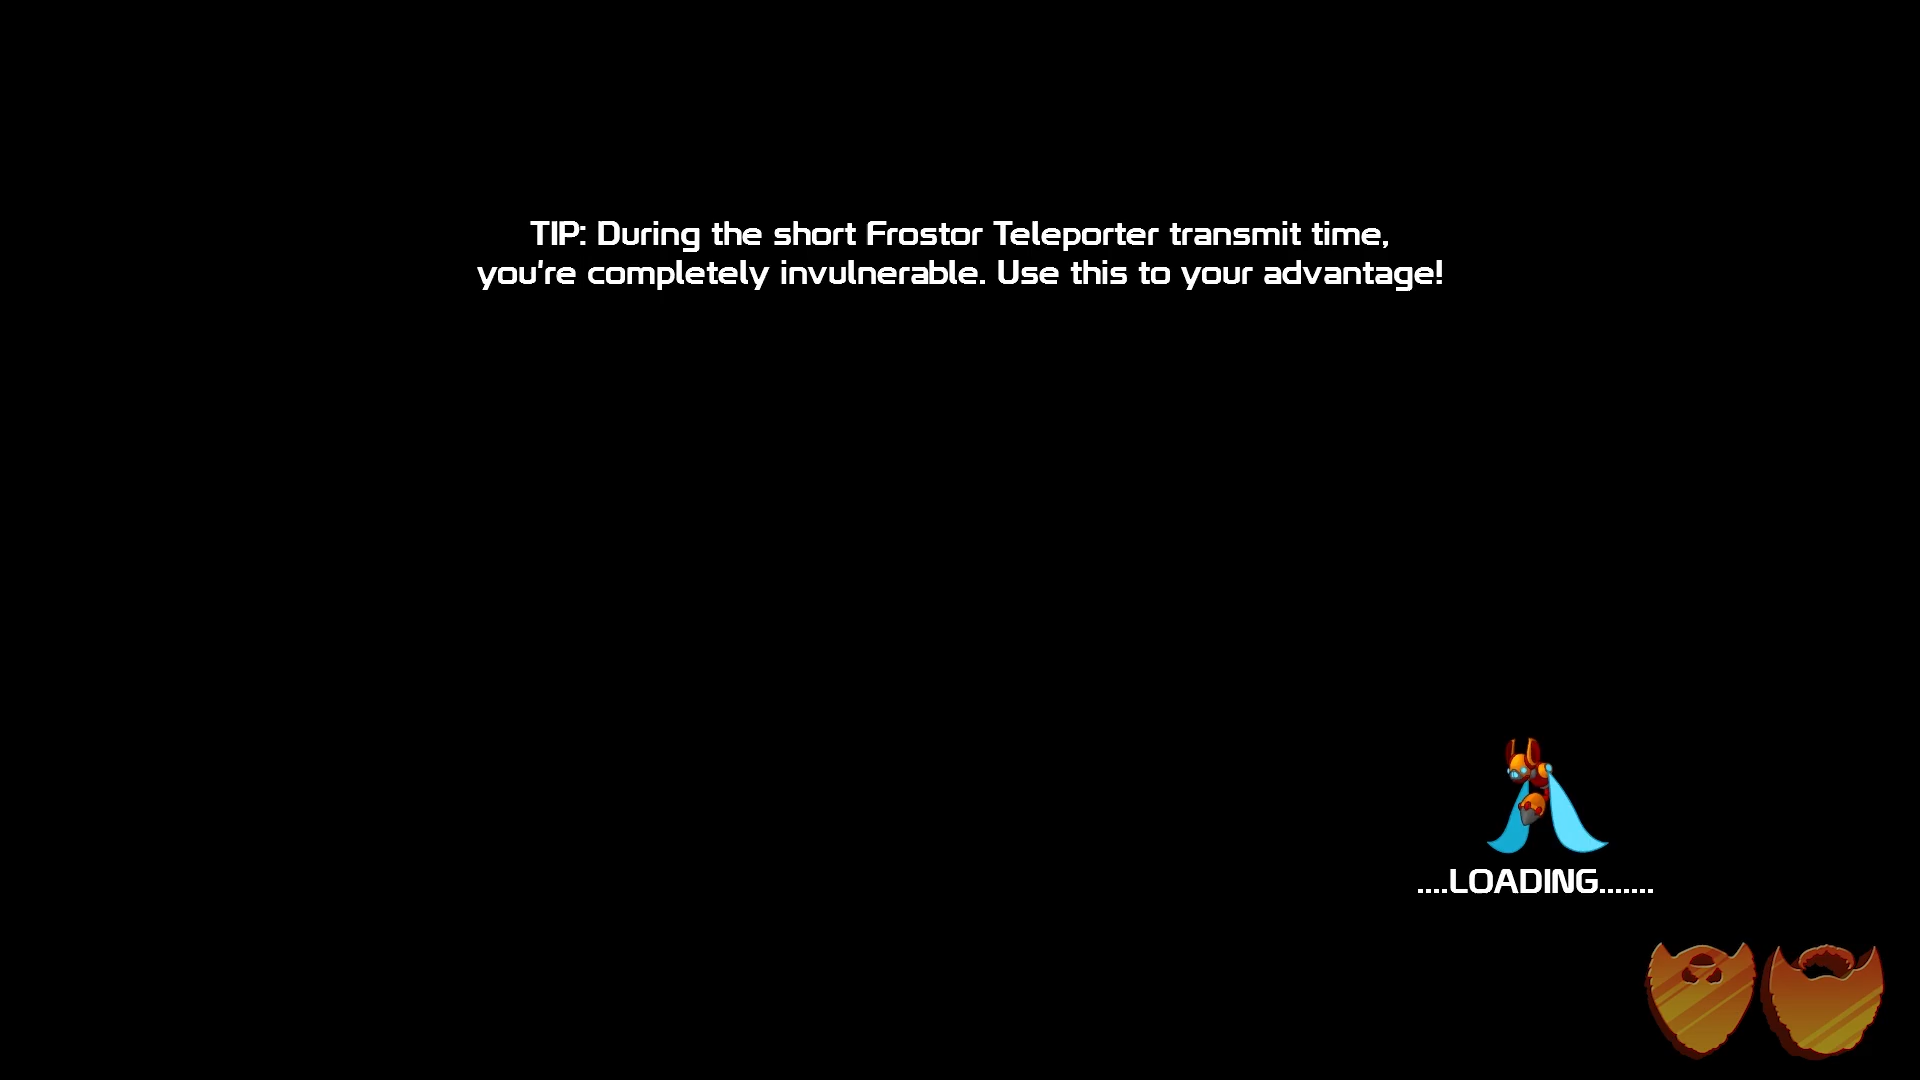 TIP: During the short Frostor Teleporter transmit time,
you're completely invulnerable. Use this to your advantage!
....LOADING.......